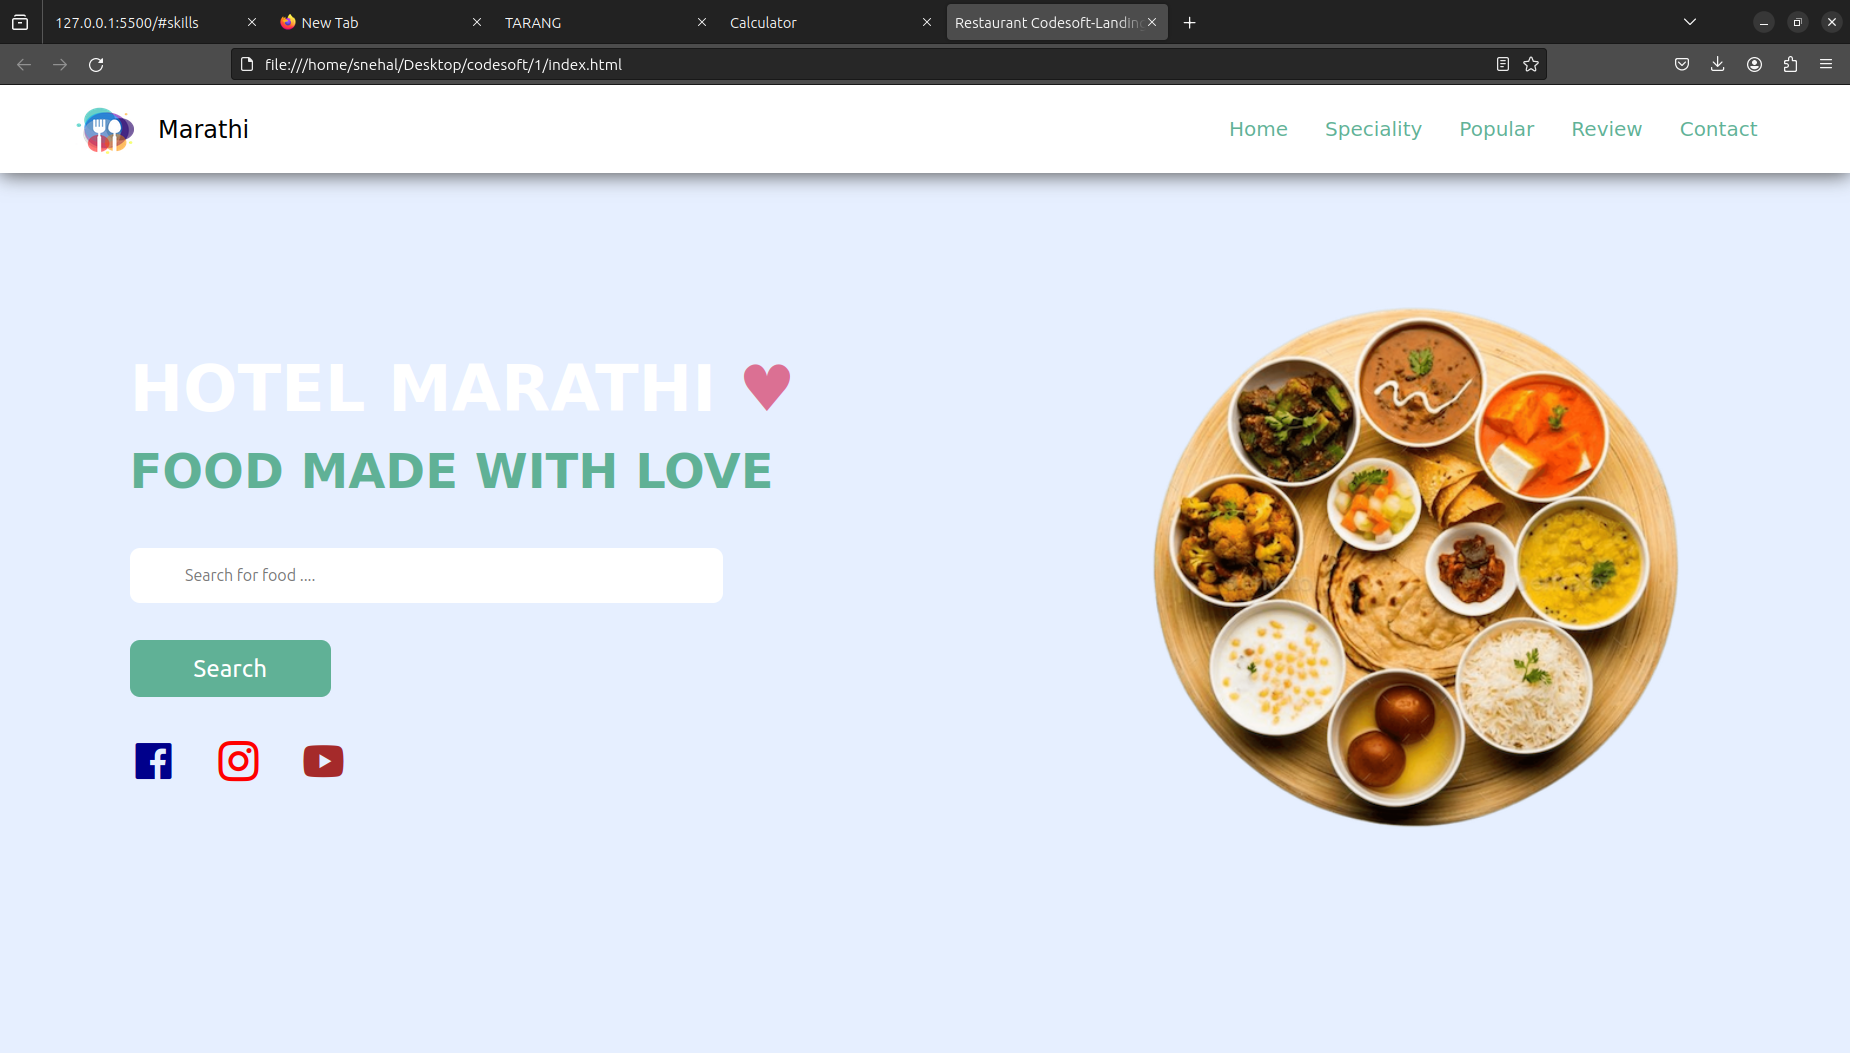 127.0.0.1:5500/#skills
New Tab
TARANG
Calculator
Restaurant Codesoft-Landing
file:///home/snehal/Desktop/codesoft/1/index.html
Marathi
Home Speciality Popular Review Contact
HOTEL MARATHI ♥
FOOD MADE WITH LOVE
Search for food ....
Search